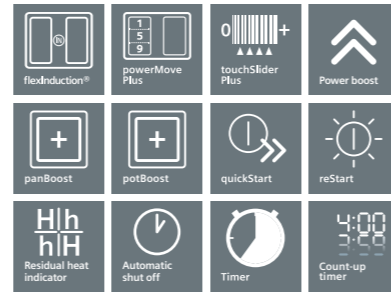 IN
flexInduction®
1
5
9
powerMove
Plus
0 +
touchSlider
Plus
Power boost
+
panBoost
+
potBoost
quickStart
reStart
H|h
h|H
Residual heat
indicator
Automatic
shut off
Timer
4:00
3:59
Count-up
timer